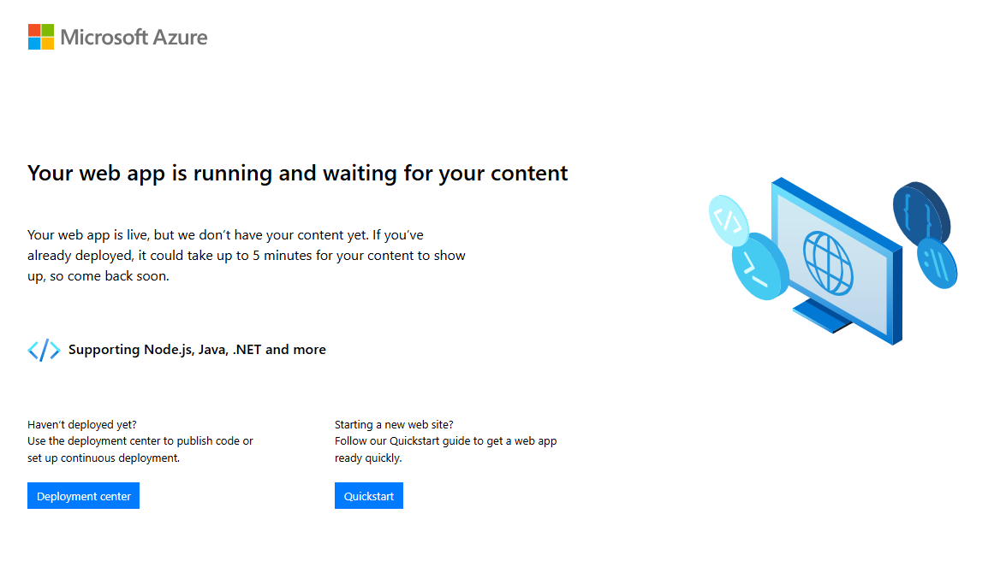 Microsoft Azure
Your web app is running and waiting for your content
Your web app is live, but we don’t have your content yet. If you’ve
already deployed, it could take up to 5 minutes for your content to show
up, so come back soon.
</> Supporting Node.js, Java, .NET and more
Haven’t deployed yet?
Use the deployment center to publish code or
set up continuous deployment.
Deployment center
Starting a new web site?
Follow our Quickstart guide to get a web app
ready quickly.
Quickstart
</>
>_
{ }
:\\